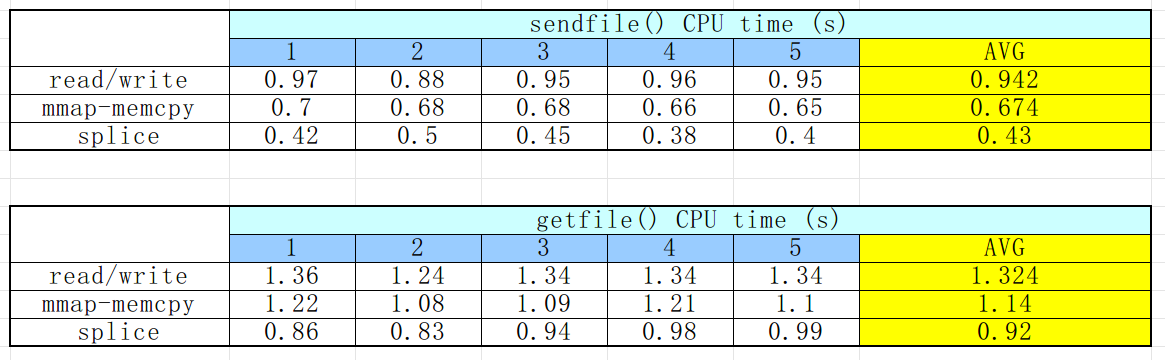 sendfile() CPU time (s)
1 2 3 4 5 AVG
read/write 0.97 0.88 0.95 0.96 0.95 0.942
mmap-memcpy 0.7 0.68 0.68 0.66 0.65 0.674
splice 0.42 0.5 0.45 0.38 0.4 0.43
getfile() CPU time (s)
1 2 3 4 5 AVG
read/write 1.36 1.24 1.34 1.34 1.34 1.324
mmap-memcpy 1.22 1.08 1.09 1.21 1.1 1.14
splice 0.86 0.83 0.94 0.98 0.99 0.92